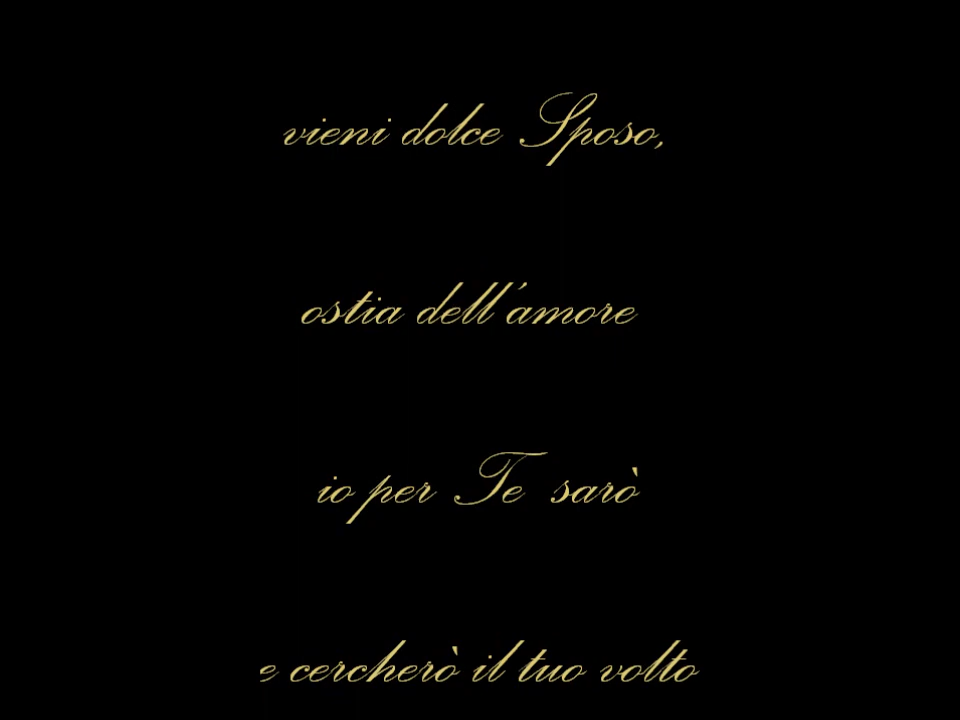 vieni dolce Sposo,
ostia dell'amore
io per Te sarò
e cercherò il tuo volto